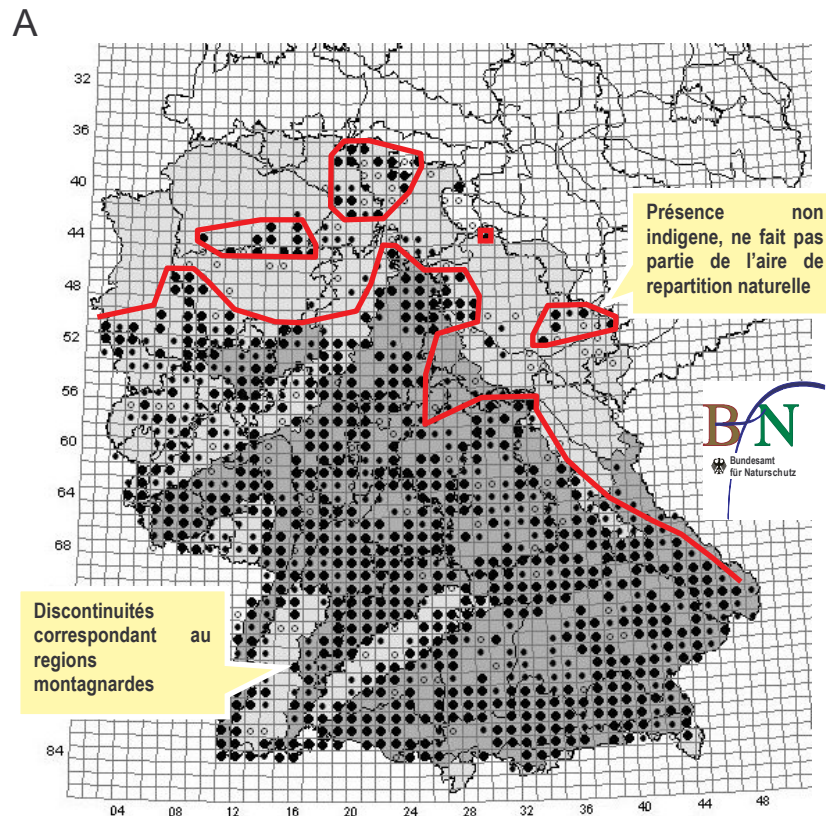 A
32
36
40
44
48
52
56
60
64
68
84
Présence non
indigene, ne fait pas
partie de l'aire de
repartition naturelle
BfN
Bundesamt
für Naturschutz
Discontinuités
correspondant au
regions
montagnardes
04 08 12 16 20 24 28 32 36 40 44 48